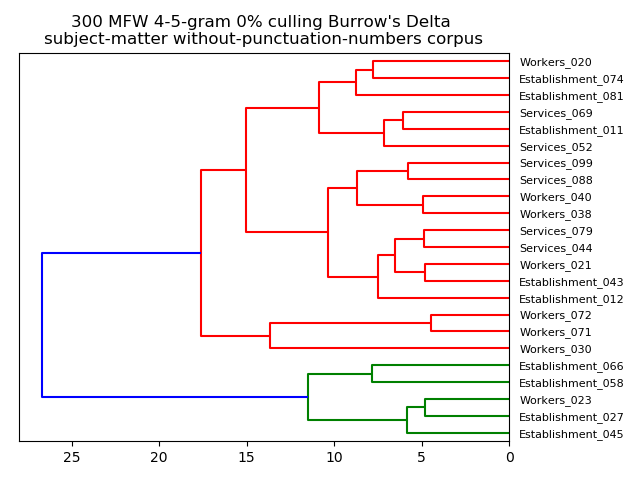 300 MFW 4-5-gram 0% culling Burrow's Delta
subject-matter without-punctuation-numbers corpus
Workers_020
Establishment_074
Establishment_081
Services_069
Establishment_011
Services_052
Services_099
Services_088
Workers_040
Workers_038
Services_079
Services_044
Workers_021
Establishment_043
Establishment_012
Workers_072
Workers_071
Workers_030
Establishment_066
Establishment_058
Workers_023
Establishment_027
Establishment_045
25 20 15 10 5 0